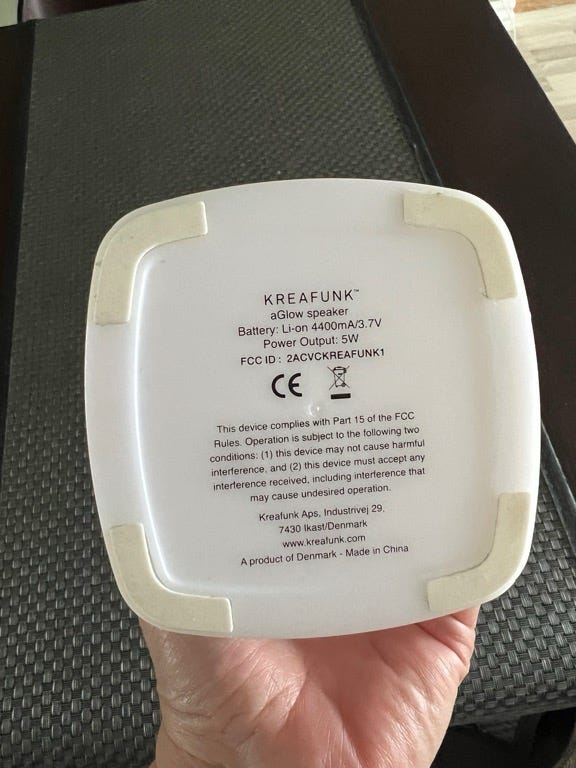 KREAFUNK™
aGlow speaker
Battery: Li-on 4400mA/3.7V
Power Output: 5W
FCC ID : 2ACVCKREAFUNK1
CE
This device complies with Part 15 of the FCC
Rules. Operation is subject to the following two
conditions: (1) this device may not cause harmful
interference, and (2) this device must accept any
interference received, including interference that
may cause undesired operation.
Kreafunk Aps, Industrivej 29,
7430 Ikast/Denmark
www.kreafunk.com
A product of Denmark - Made in China